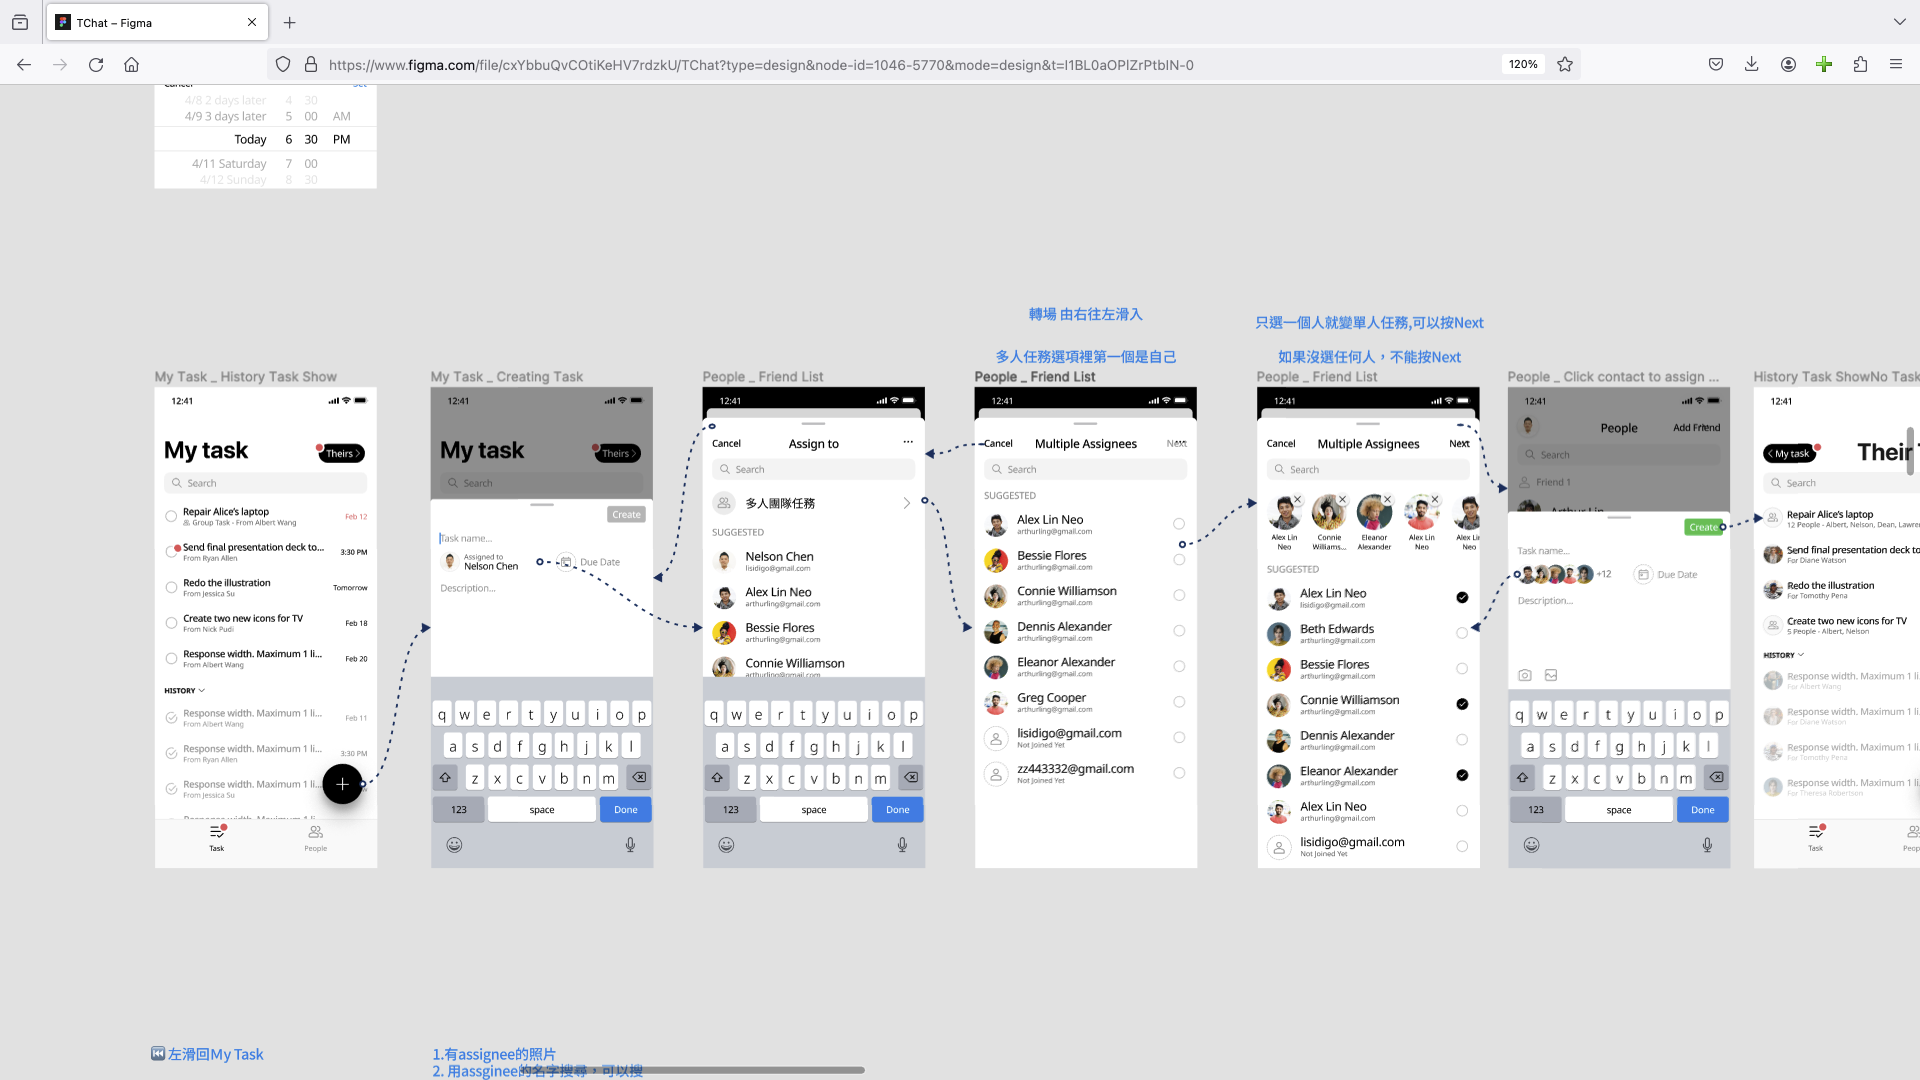 TChat – Figma
https://www.figma.com/file/cxYbbuQvCOtiKeHV7rdzkU/TChat?type=design&node-id=1046-5770&mode=design&t=I1BL0aOPIZrPtbIN-0
120%
4/8 2 days later 4 30
4/9 3 days later 5 00 AM
Today 6 30 PM
4/11 Saturday 7 00
4/12 Sunday 8 30
轉場 由右往左滑入
多人任務選項裡第一個是自己
只選一個人就變單人任務,可以按Next
如果沒選任何人，不能按Next
My Task _ History Task Show
12:41
My task
Theirs
Search
Repair Alice's laptop
Group Task - From Albert Wang
Feb 12
Send final presentation deck to...
From Ryan Allen
3:30 PM
Redo the illustration
From Jessica Su
Tomorrow
Create two new icons for TV
From Nick Pudi
Feb 18
Response width. Maximum 1 li...
From Albert Wang
Feb 20
HISTORY
Response width. Maximum 1 li...
From Albert Wang
Feb 11
Response width. Maximum 1 li...
From Ryan Allen
3:30 PM
Response width. Maximum 1 li...
From Jessica Su
Task
People
My Task _ Creating Task
12:41
My task
Theirs
Search
Create
Task name...
Assigned to
Nelson Chen
Due Date
Description...
q w e r t y u i o p
a s d f g h j k l
z x c v b n m
123 space Done
People _ Friend List
12:41
Cancel
Assign to
...
Search
多人團隊任務
SUGGESTED
Nelson Chen
lisidigo@gmail.com
Alex Lin Neo
arthurling@gmail.com
Bessie Flores
arthurling@gmail.com
Connie Williamson
arthurling@gmail.com
q w e r t y u i o p
a s d f g h j k l
z x c v b n m
123 space Done
People _ Friend List
12:41
Cancel
Multiple Assignees
Next
Search
SUGGESTED
Alex Lin Neo
arthurling@gmail.com
Bessie Flores
arthurling@gmail.com
Connie Williamson
arthurling@gmail.com
Dennis Alexander
arthurling@gmail.com
Eleanor Alexander
arthurling@gmail.com
Greg Cooper
arthurling@gmail.com
lisidigo@gmail.com
Not Joined Yet
zz443332@gmail.com
Not Joined Yet
People _ Friend List
12:41
Cancel
Multiple Assignees
Next
Search
Alex Lin Neo
Connie Williams...
Eleanor Alexander
Alex Lin Neo
Alex Li Neo
SUGGESTED
Alex Lin Neo
lisidigo@gmail.com
Beth Edwards
arthurling@gmail.com
Bessie Flores
arthurling@gmail.com
Connie Williamson
arthurling@gmail.com
Dennis Alexander
arthurling@gmail.com
Eleanor Alexander
arthurling@gmail.com
Alex Lin Neo
arthurling@gmail.com
lisidigo@gmail.com
Not Joined Yet
People _ Click contact to assign ...
12:41
People
Add Friend
Search
Friend 1
Create
Task name...
+12
Due Date
Description...
q w e r t y u i o p
a s d f g h j k l
z x c v b n m
123 space Done
History Task ShowNo Task
12:41
My task
Their
Search
Repair Alice's laptop
12 People - Albert, Nelson, Dean, Lawre
Send final presentation deck to
For Diane Watson
Redo the illustration
For Tomothy Pena
Create two new icons for TV
5 People - Albert, Nelson
HISTORY
Response width. Maximum 1 li
For Albert Wang
Response width. Maximum 1 li.
For Diane Watson
Response width. Maximum 1 li.
For Tomothy Pena
Response width. Maximum 1 li.
For Theresa Robertson
Task
Peop
左滑回My Task
1.有assignee的照片
2. 用assginee的名字搜尋，可以搜